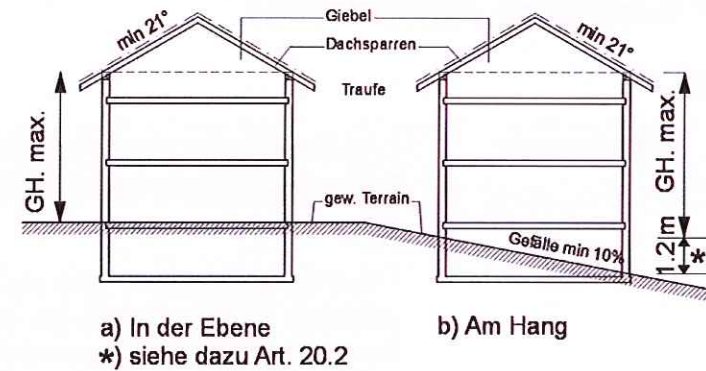 min 21°
Giebel
min 21°
Dachsparren
Traufe
GH. max.
GH. max.
gew. Terrain
Gefälle min 10%
1.2 m
*
a) In der Ebene
b) Am Hang
*) siehe dazu Art. 20.2